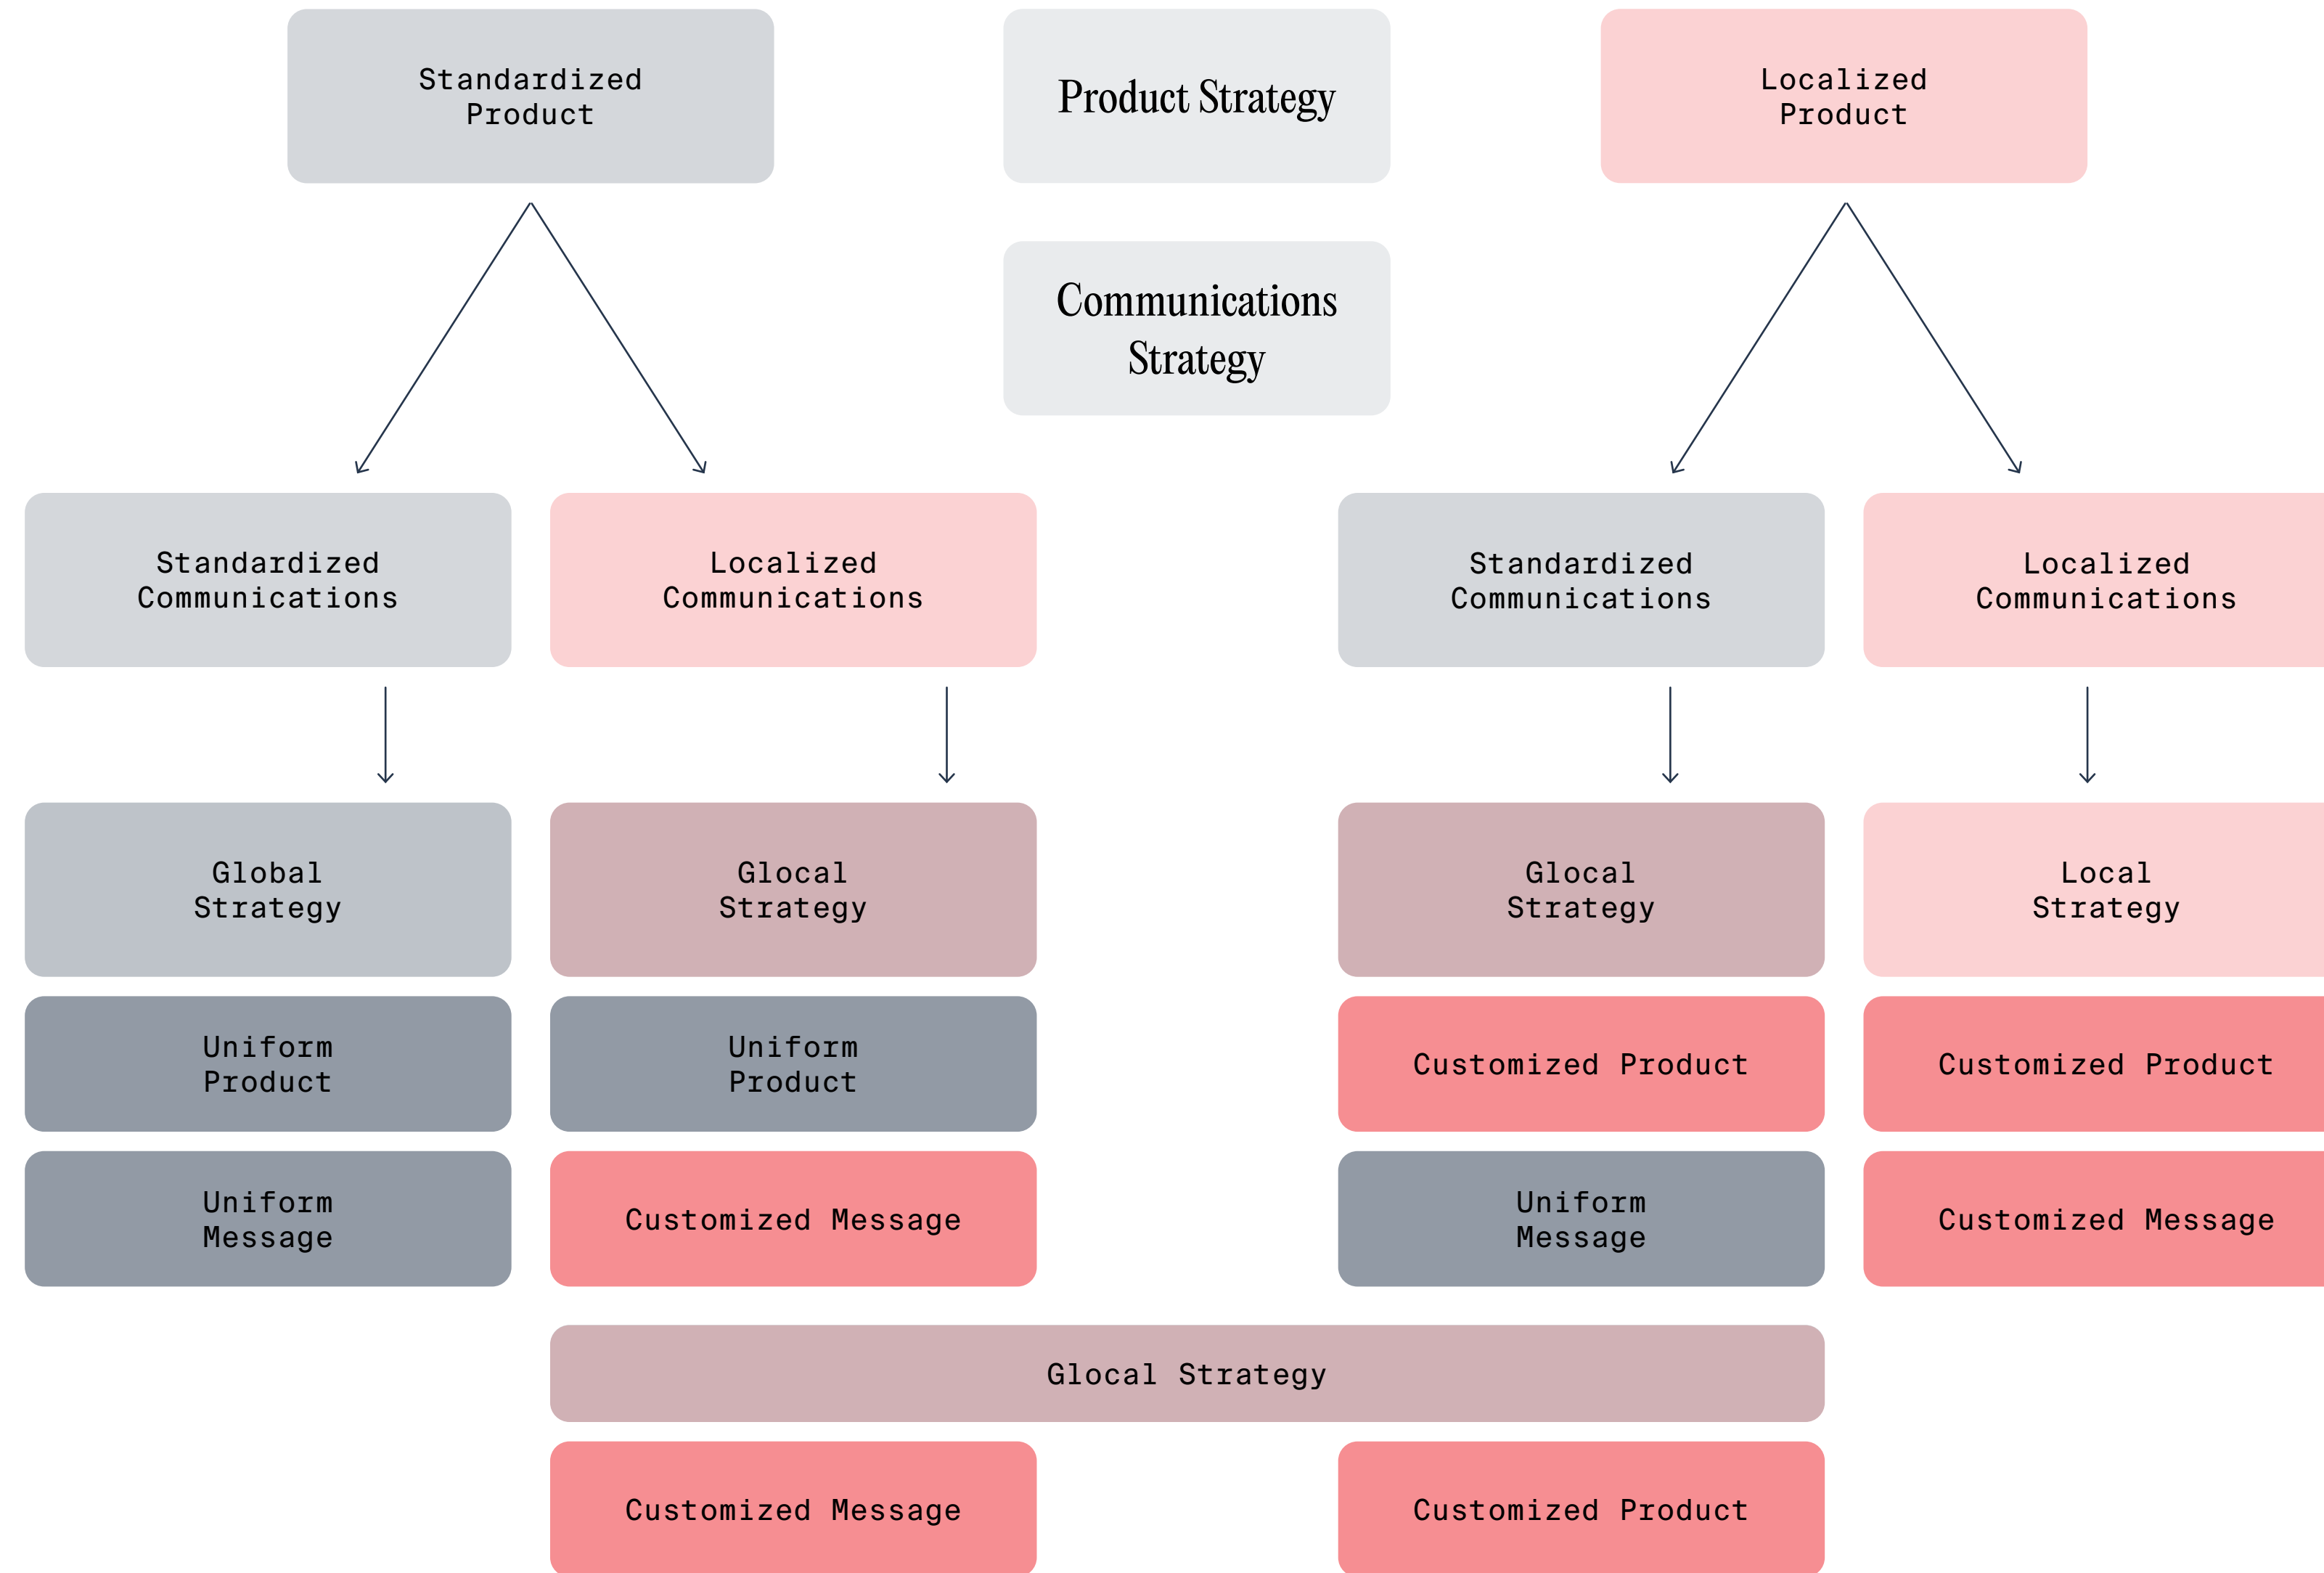 Standardized
Product
Product Strategy
Localized
Product
Communications
Strategy
Standardized
Communications
Localized
Communications
Standardized
Communications
Localized
Communications
Global
Strategy
Glocal
Strategy
Glocal
Strategy
Local
Strategy
Uniform
Product
Uniform
Product
Customized Product
Customized Product
Uniform
Message
Customized Message
Uniform
Message
Customized Message
Glocal Strategy
Customized Message
Customized Product